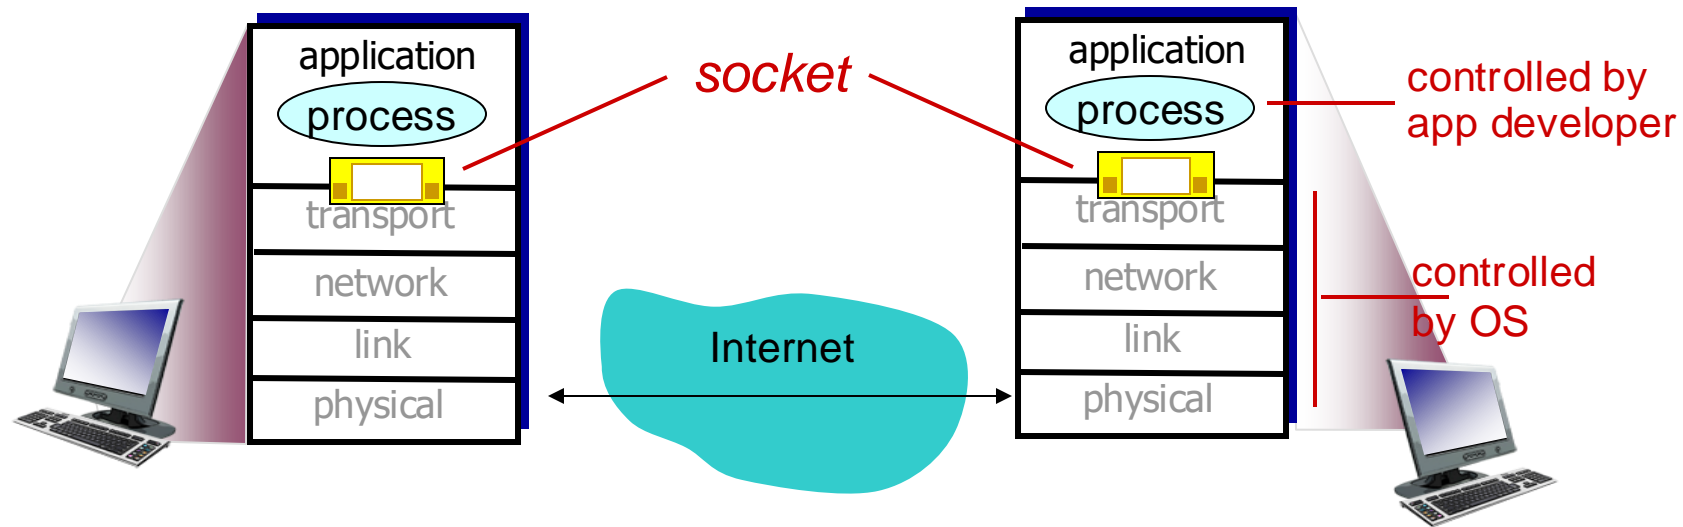 application
process
transport
network
link
physical
socket
Internet
application
process
transport
network
link
physical
controlled by
app developer
controlled
by OS